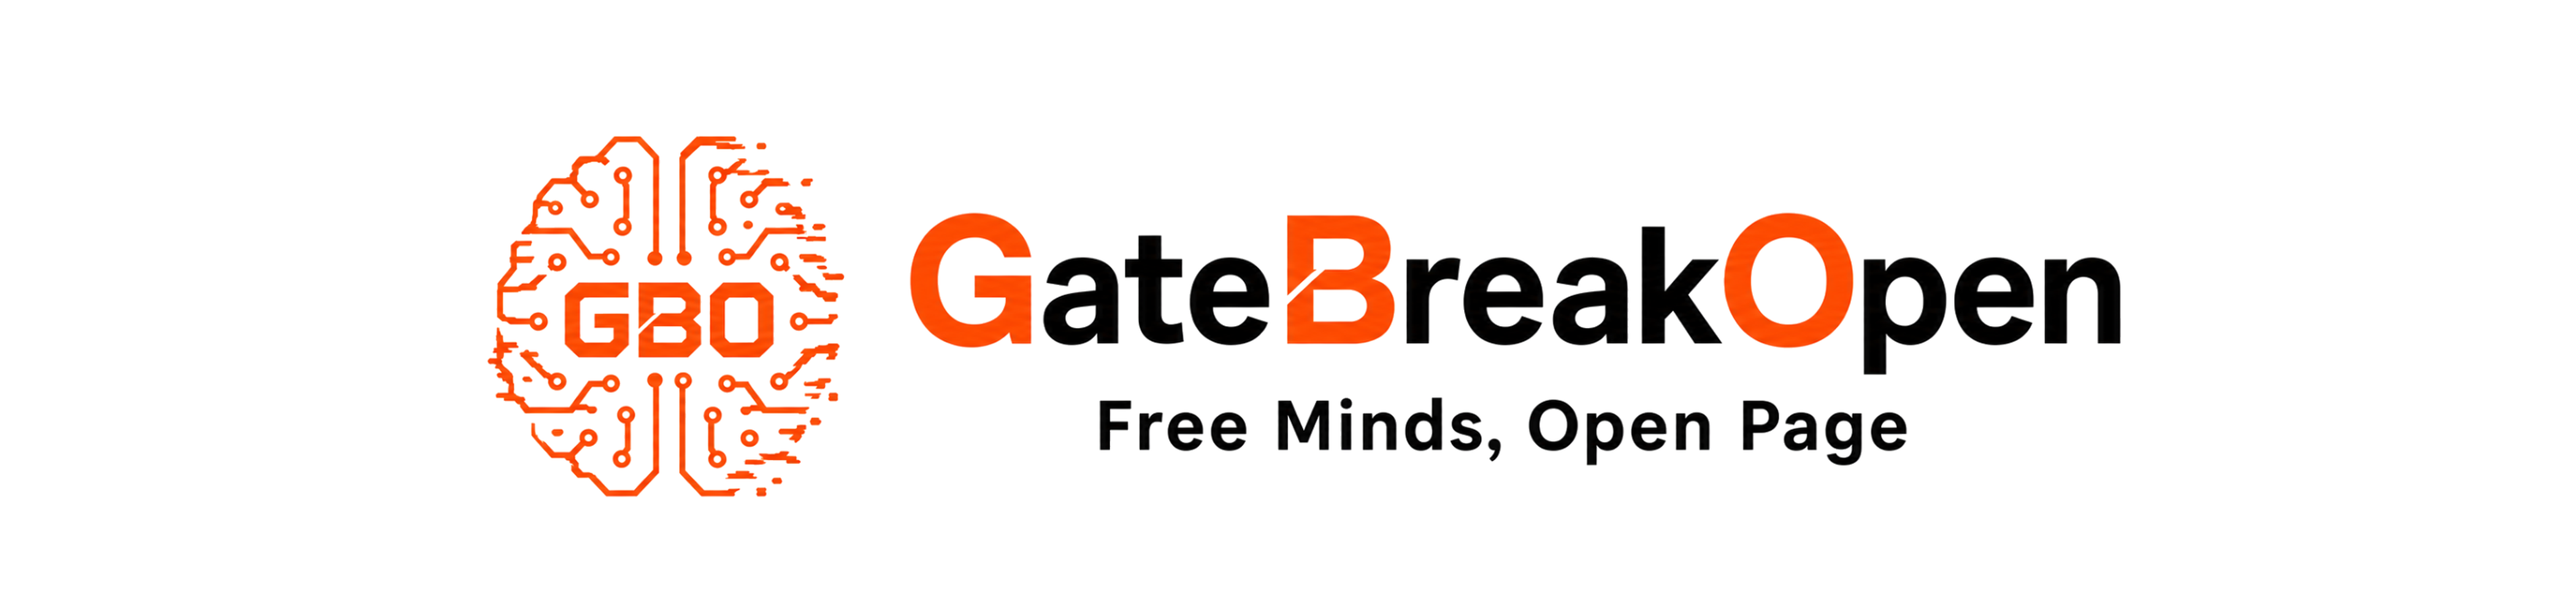 GBO
GateBreakOpen
Free Minds, Open Page